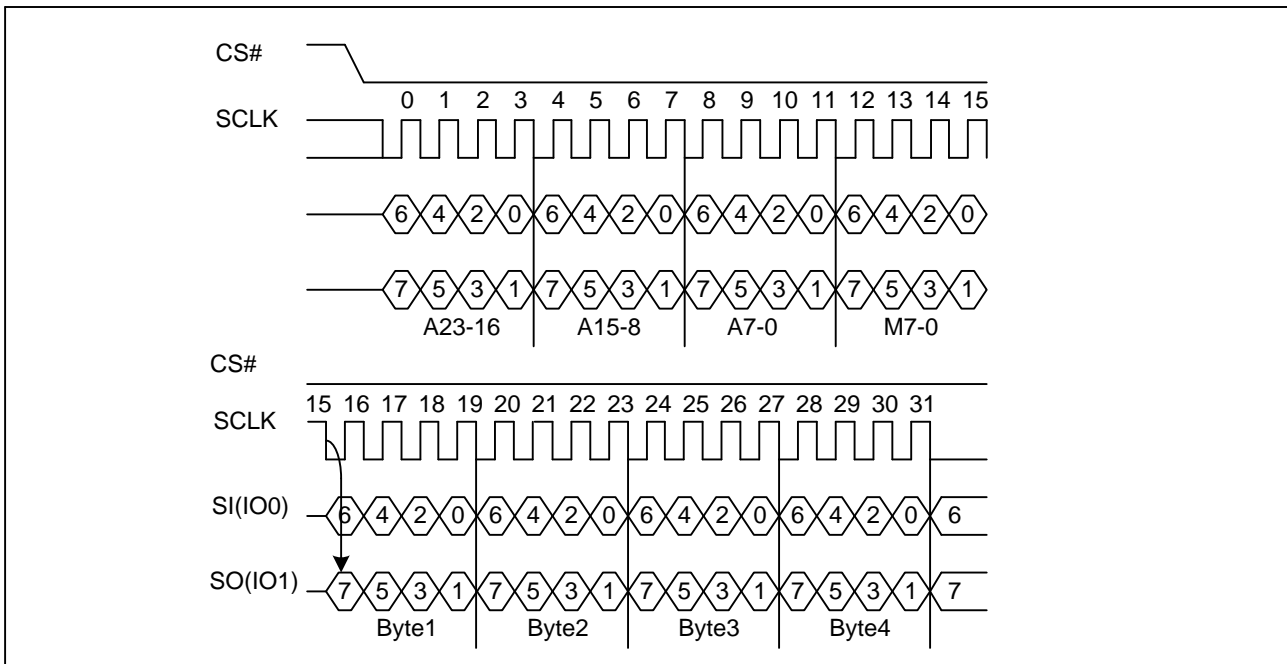 CS#
0 1 2 3 4 5 6 7 8 9 10 11 12 13 14 15
SCLK
6 4 2 0 6 4 2 0 6 4 2 0 6 4 2 0
7 5 3 1 7 5 3 1 7 5 3 1 7 5 3 1
A23-16 A15-8 A7-0 M7-0
CS#
15 16 17 18 19 20 21 22 23 24 25 26 27 28 29 30 31
SCLK
SI(IO0) 6 4 2 0 6 4 2 0 6 4 2 0 6 4 2 0 6
SO(IO1) 7 5 3 1 7 5 3 1 7 5 3 1 7 5 3 1 7
Byte1 Byte2 Byte3 Byte4